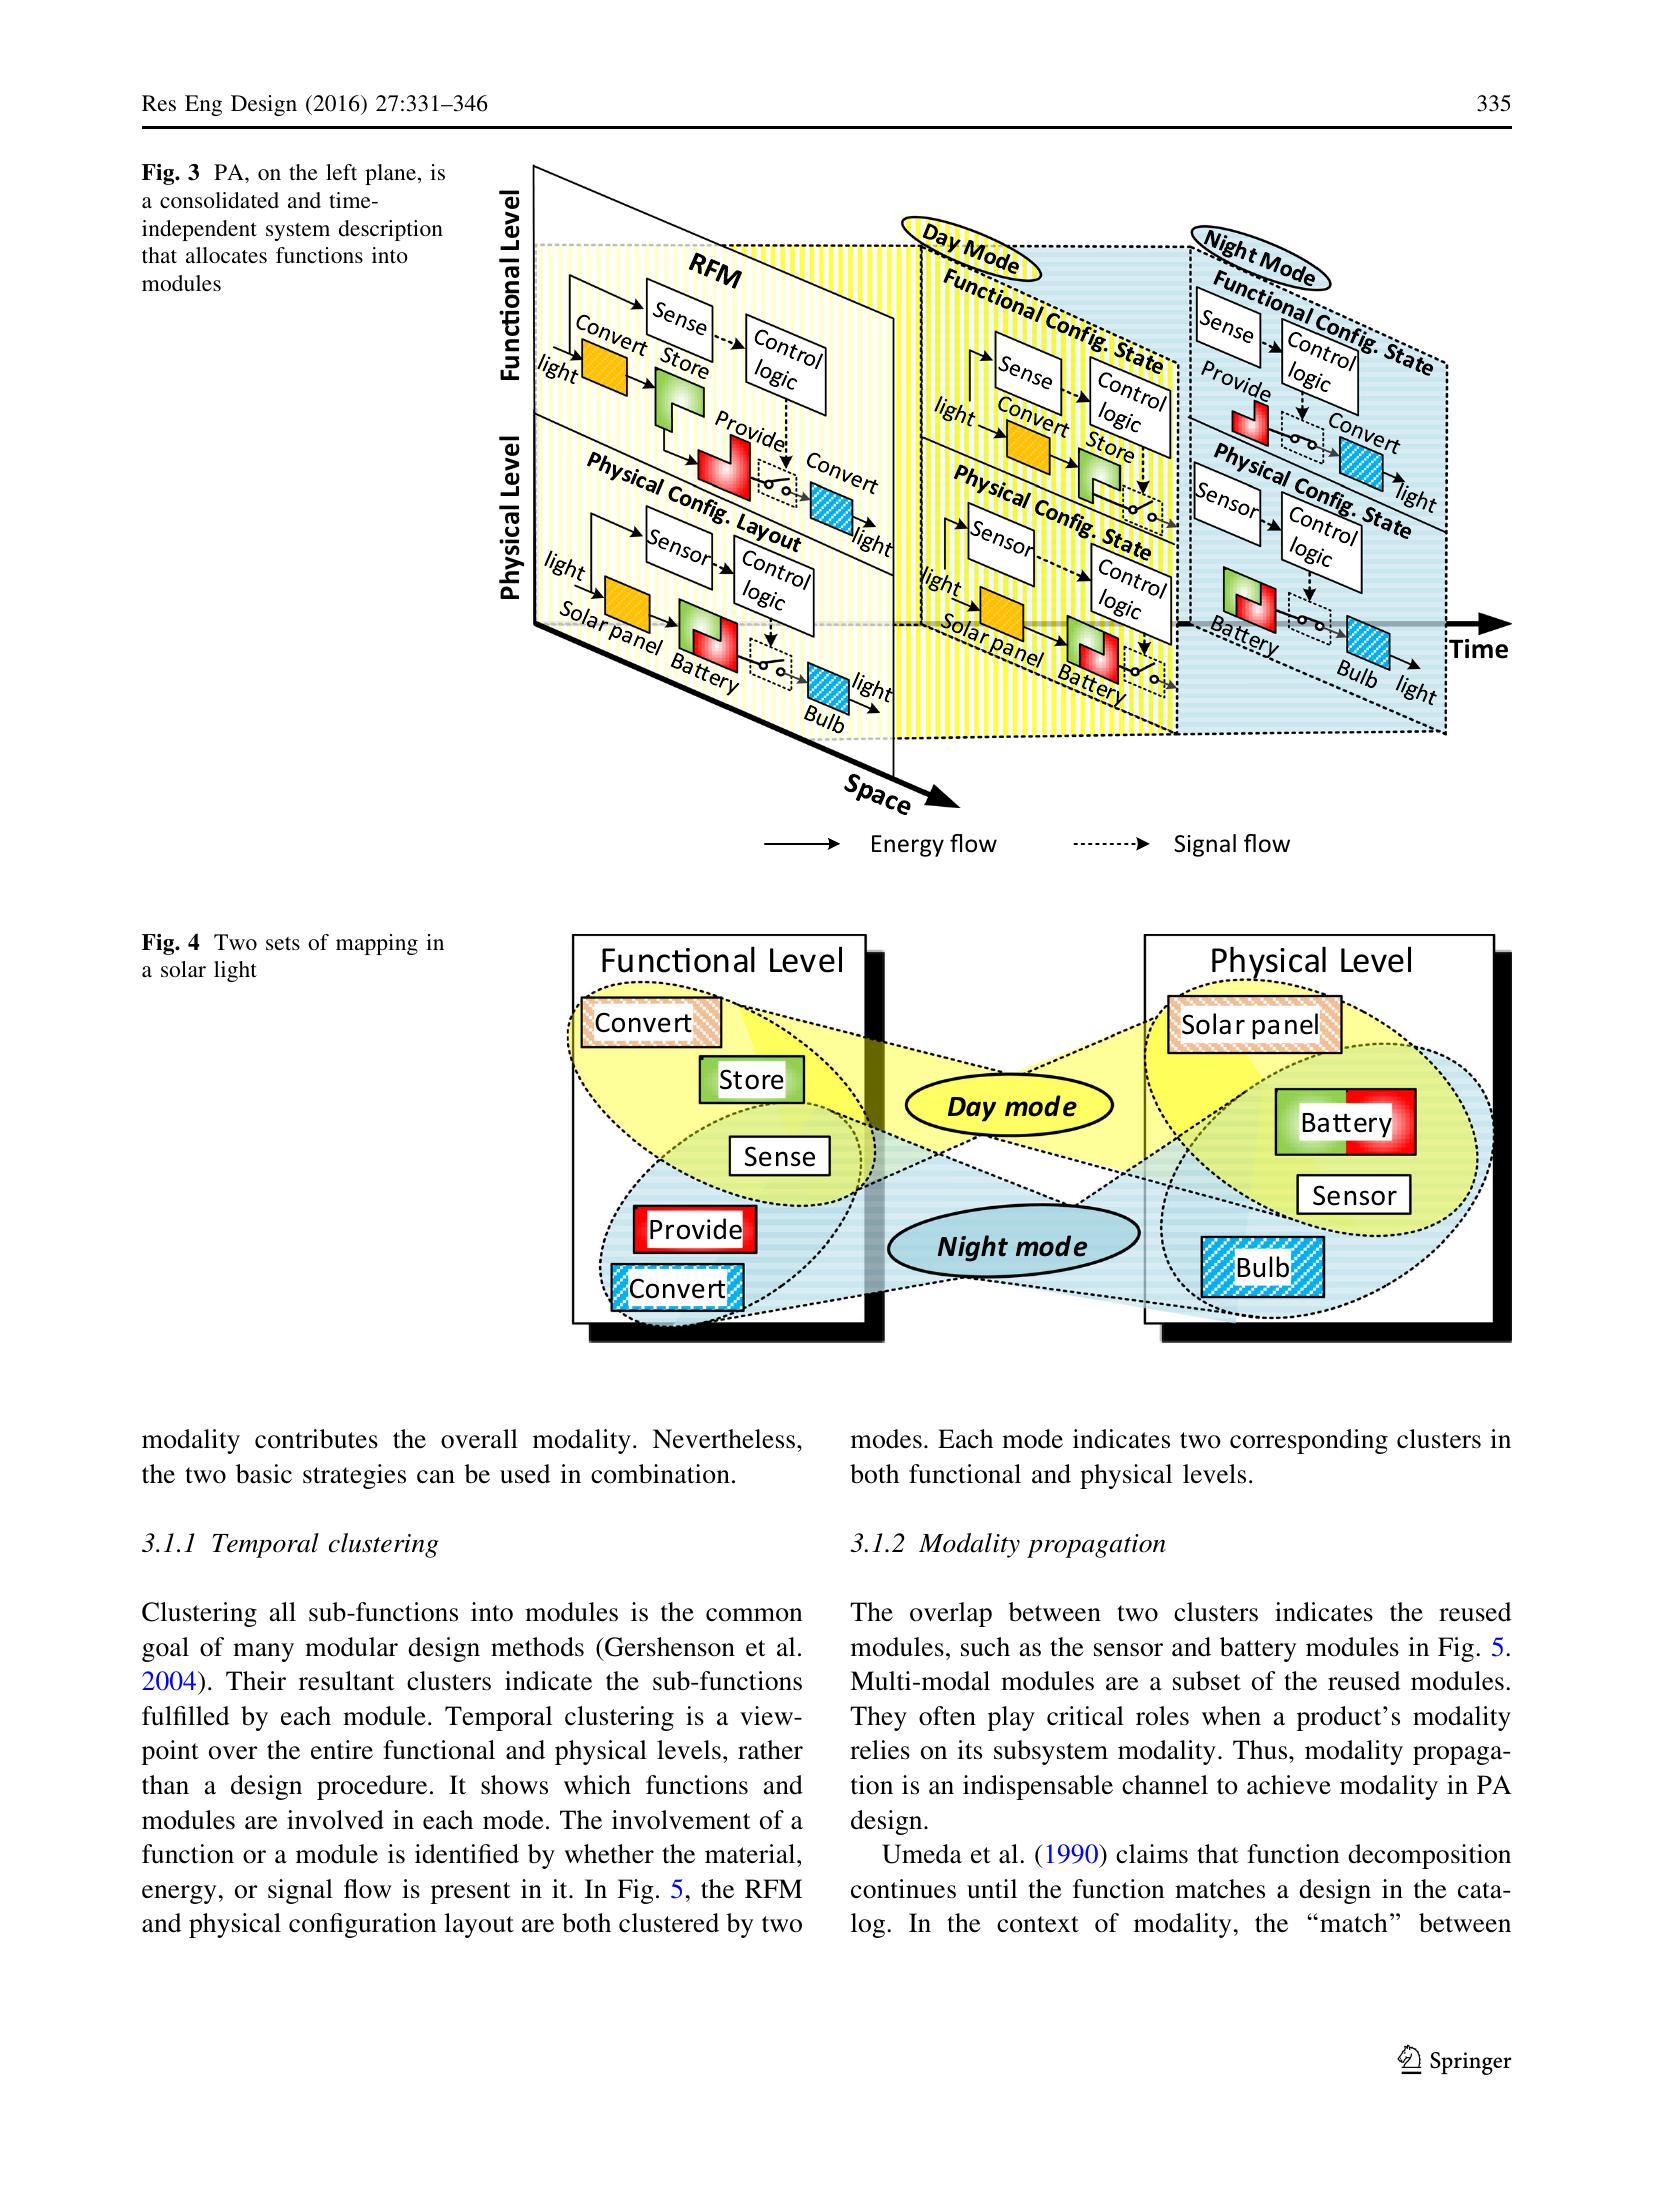 Res Eng Design (2016) 27:331–346
335
Fig. 3 PA, on the left plane, is
a consolidated and time-
independent system description
that allocates functions into
modules
Functional Level
Physical Level
RFM
Sense
Control
logic
Convert
light
Store
Provide
Convert
light
Physical Config. Layout
Sensor
Control
logic
light
Solar panel
Battery
light
Bulb
Day Mode
Functional Config. State
Sense
Control
logic
light
Convert
Store
Physical Config. State
Sensor
Control
logic
light
Solar panel
Battery
Night Mode
Functional Config. State
Sense
Control
logic
Provide
Convert
light
Physical Config. State
Sensor
Control
logic
Battery
Bulb
light
Time
Space
Energy flow
Signal flow
Fig. 4 Two sets of mapping in
a solar light
Functional Level
Convert
Store
Sense
Provide
Convert
Day mode
Night mode
Physical Level
Solar panel
Battery
Sensor
Bulb
modality contributes the overall modality. Nevertheless,
the two basic strategies can be used in combination.
3.1.1 Temporal clustering
Clustering all sub-functions into modules is the common
goal of many modular design methods (Gershenson et al.
2004). Their resultant clusters indicate the sub-functions
fulfilled by each module. Temporal clustering is a view-
point over the entire functional and physical levels, rather
than a design procedure. It shows which functions and
modules are involved in each mode. The involvement of a
function or a module is identified by whether the material,
energy, or signal flow is present in it. In Fig. 5, the RFM
and physical configuration layout are both clustered by two
modes. Each mode indicates two corresponding clusters in
both functional and physical levels.
3.1.2 Modality propagation
The overlap between two clusters indicates the reused
modules, such as the sensor and battery modules in Fig. 5.
Multi-modal modules are a subset of the reused modules.
They often play critical roles when a product's modality
relies on its subsystem modality. Thus, modality propaga-
tion is an indispensable channel to achieve modality in PA
design.
Umeda et al. (1990) claims that function decomposition
continues until the function matches a design in the cata-
log. In the context of modality, the “match” between
Springer